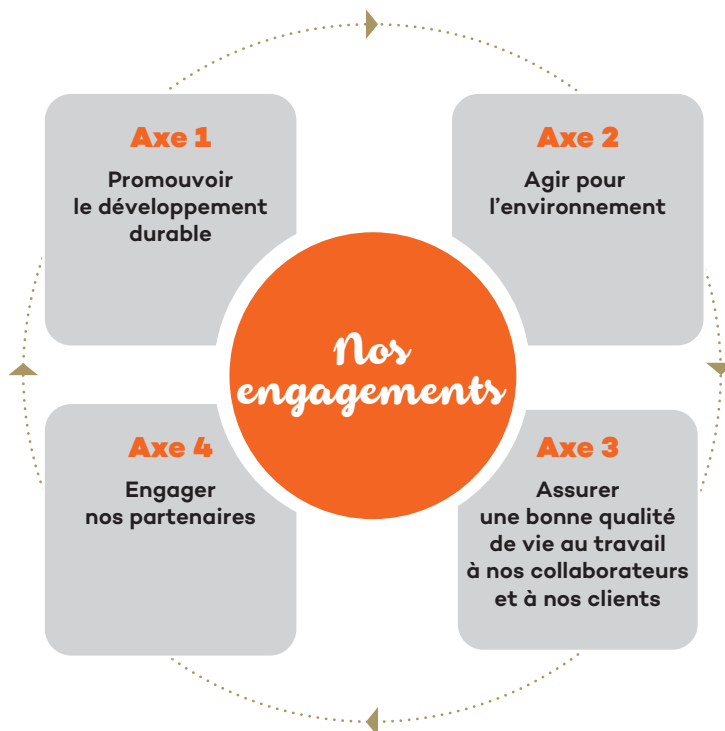 Axe 1
Promouvoir
le développement
durable
Axe 2
Agir pour
l’environnement
Nos
engagements
Axe 4
Engager
nos partenaires
Axe 3
Assurer
une bonne qualité
de vie au travail
à nos collaborateurs
et à nos clients